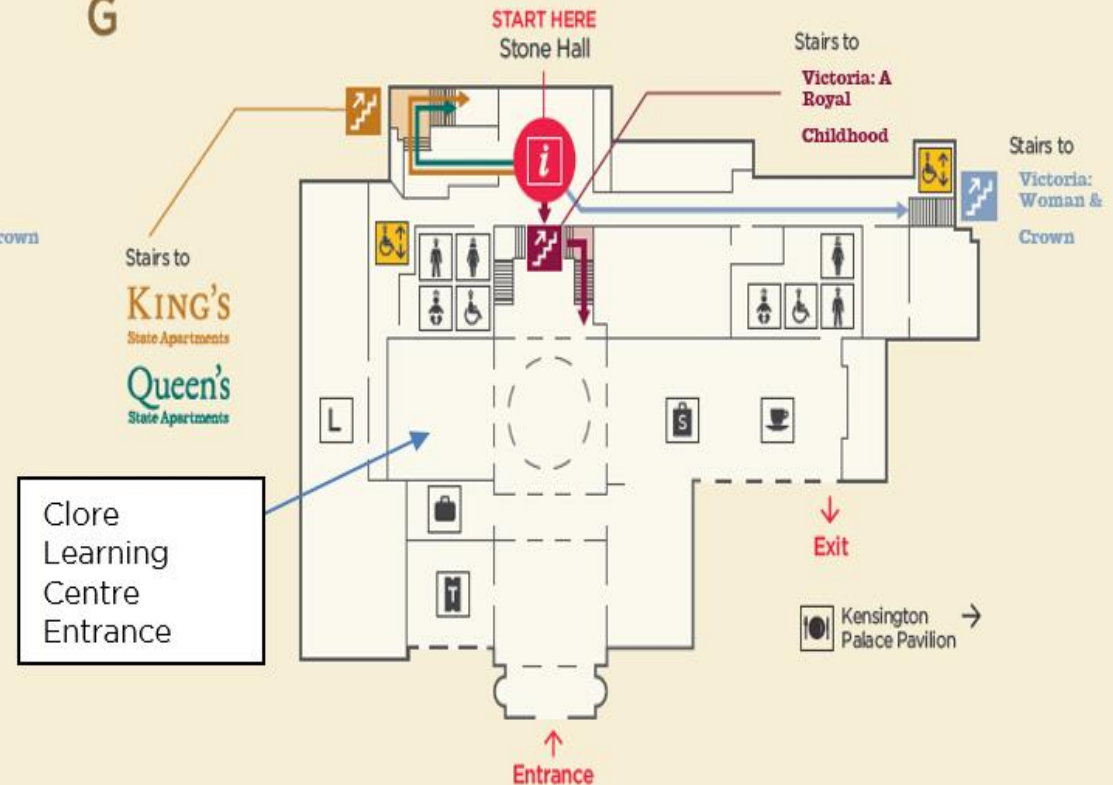 G
START HERE
Stone Hall
Stairs to
Victoria: A
Royal
Childhood
i
Stairs to
Victoria:
Woman &
Crown
rown
Stairs to
KING'S
State Apartments
Queen's
State Apartments
L
S
Clore
Learning
Centre
Entrance
T
Exit
Kensington
Palace Pavilion
Entrance